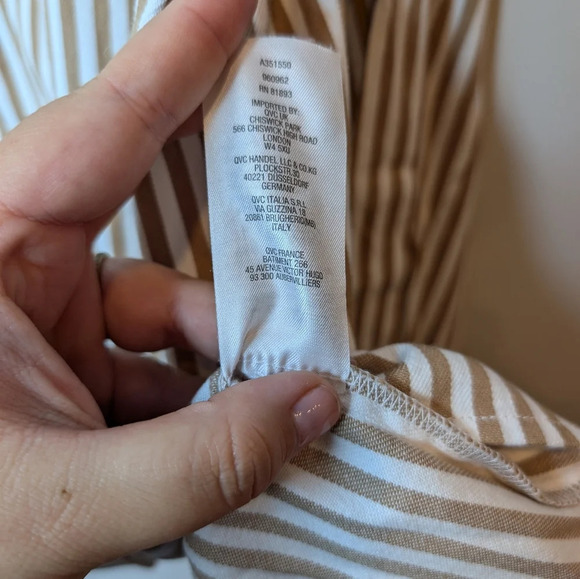 A351550
060962
RN 81893
IMPORTED BY:
QVC UK
CHISWICK PARK
566 CHISWICK HIGH ROAD
LONDON
W4 5XU
QVC HANDEL LLC & CO.KG
PLOCKSTR.30
40221 DUSSELDORF
GERMANY
QVC ITALIA S.R.L
VIA GUZZINA 18
20861 BRUGHERIO(MB)
ITALY
QVC FRANCE
BATIMENT 266
45 AVENUE VICTOR HUGO
93 300 AUBERVILLIERS